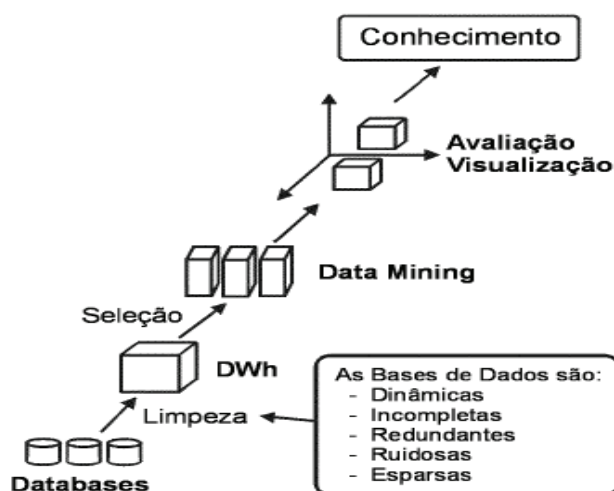 Conhecimento
Avaliação
Visualização
Data Mining
Seleção
DWh
Limpeza
Databases
As Bases de Dados são:
- Dinâmicas
- Incompletas
- Redundantes
- Ruidosas
- Esparsas